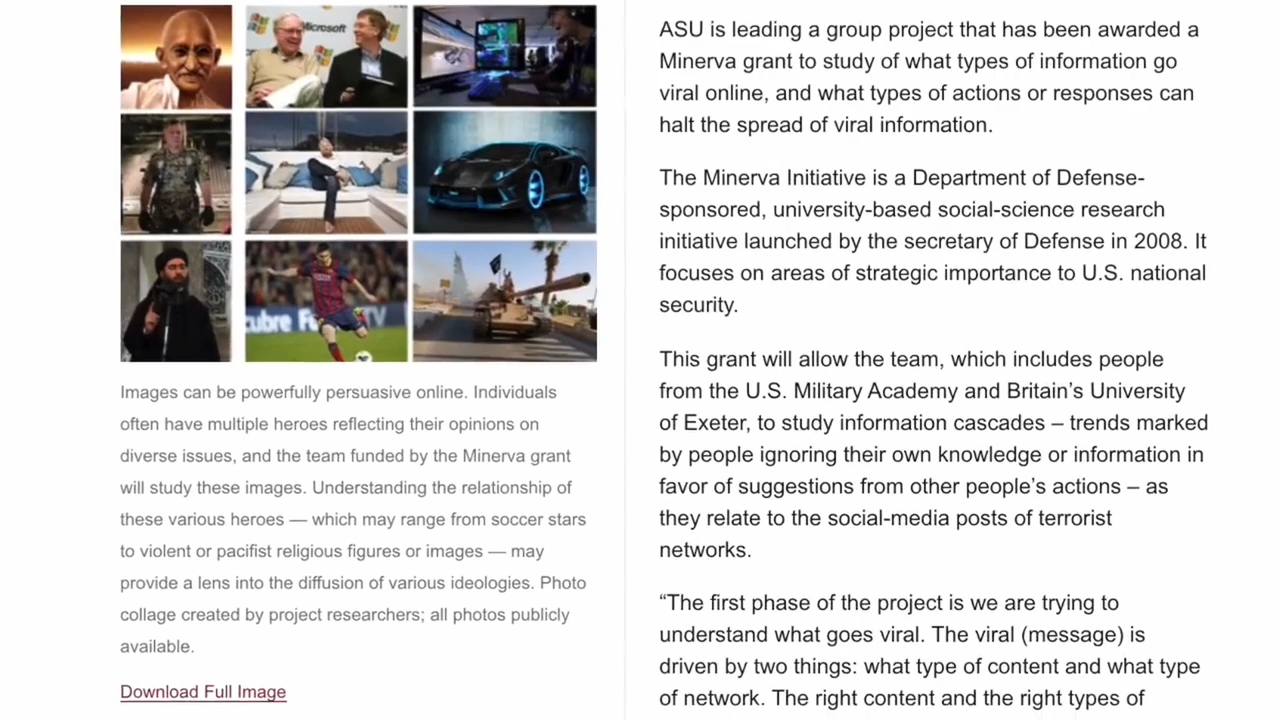 Microsoft
cubre Fu TV
Images can be powerfully persuasive online. Individuals
often have multiple heroes reflecting their opinions on
diverse issues, and the team funded by the Minerva grant
will study these images. Understanding the relationship of
these various heroes — which may range from soccer stars
to violent or pacifist religious figures or images — may
provide a lens into the diffusion of various ideologies. Photo
collage created by project researchers; all photos publicly
available.
Download Full Image
ASU is leading a group project that has been awarded a
Minerva grant to study of what types of information go
viral online, and what types of actions or responses can
halt the spread of viral information.
The Minerva Initiative is a Department of Defense-
sponsored, university-based social-science research
initiative launched by the secretary of Defense in 2008. It
focuses on areas of strategic importance to U.S. national
security.
This grant will allow the team, which includes people
from the U.S. Military Academy and Britain’s University
of Exeter, to study information cascades – trends marked
by people ignoring their own knowledge or information in
favor of suggestions from other people’s actions – as
they relate to the social-media posts of terrorist
networks.
“The first phase of the project is we are trying to
understand what goes viral. The viral (message) is
driven by two things: what type of content and what type
of network. The right content and the right types of